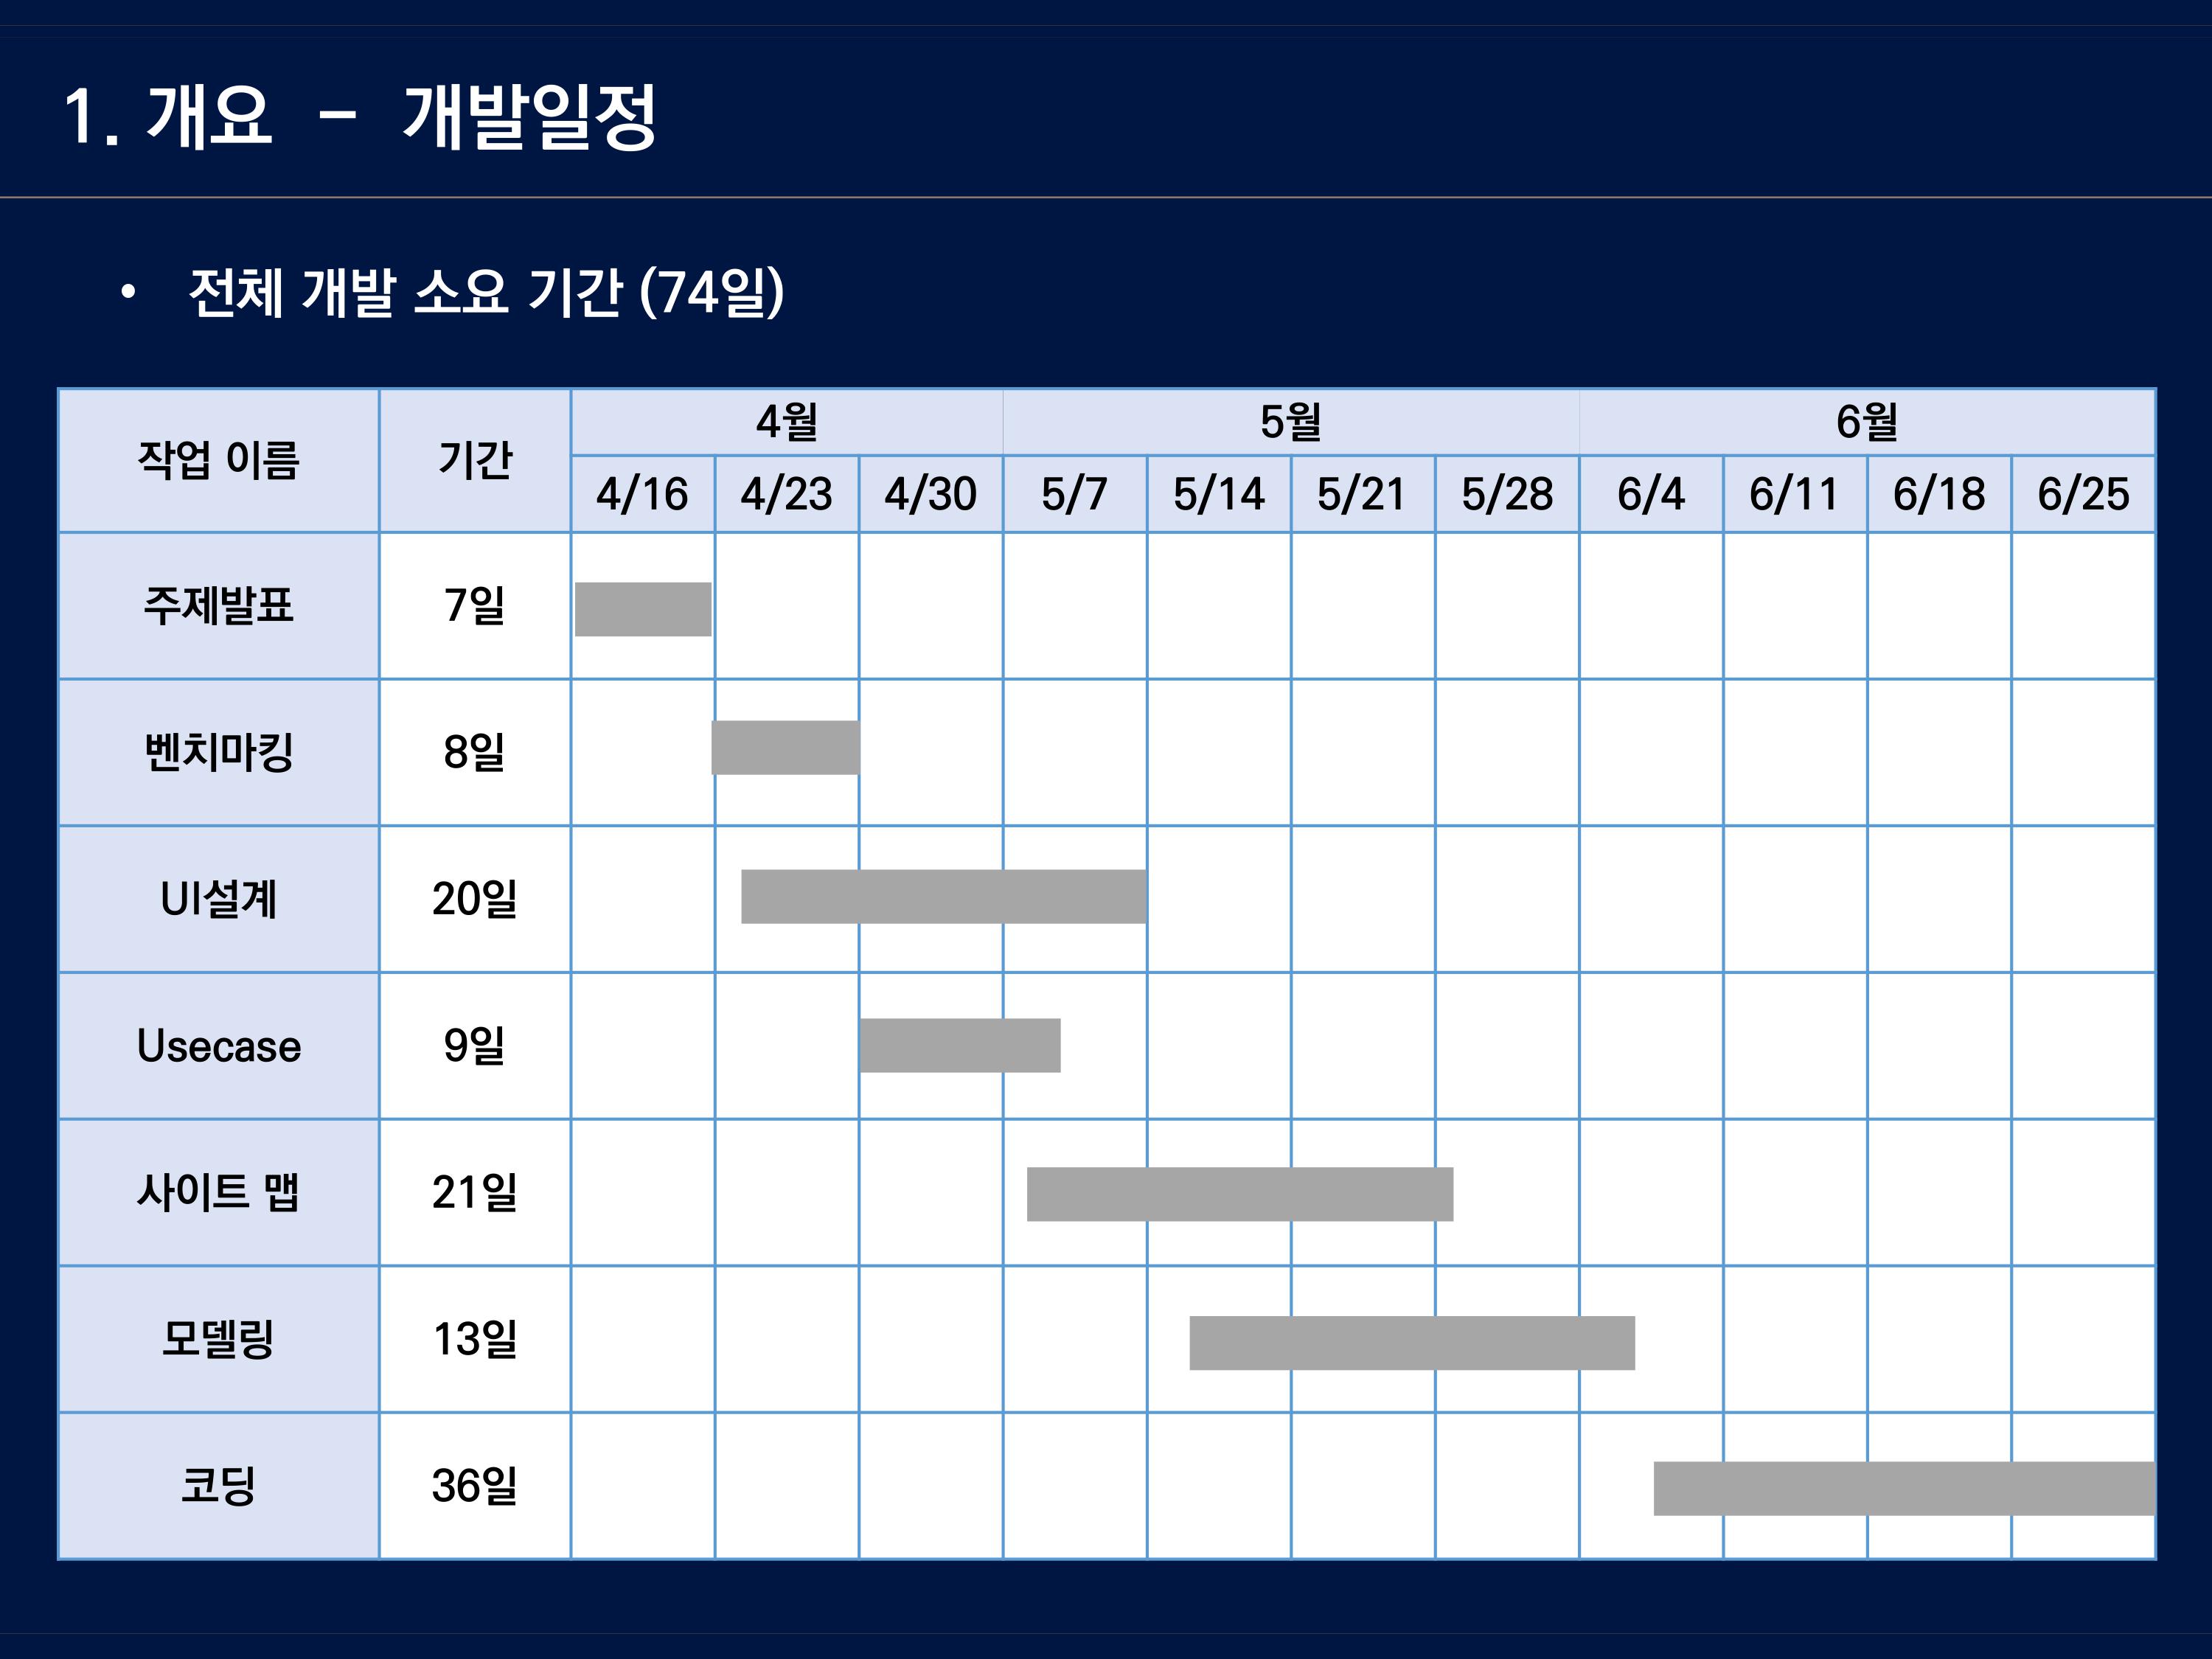 1. 개요 - 개발일정
• 전체 개발 소요 기간 (74일)
작업 이름 기간 4월 5월 6월
4/16 4/23 4/30 5/7 5/14 5/21 5/28 6/4 6/11 6/18 6/25
주제발표 7일
벤치마킹 8일
UI설계 20일
Usecase 9일
사이트 맵 21일
모델링 13일
코딩 36일